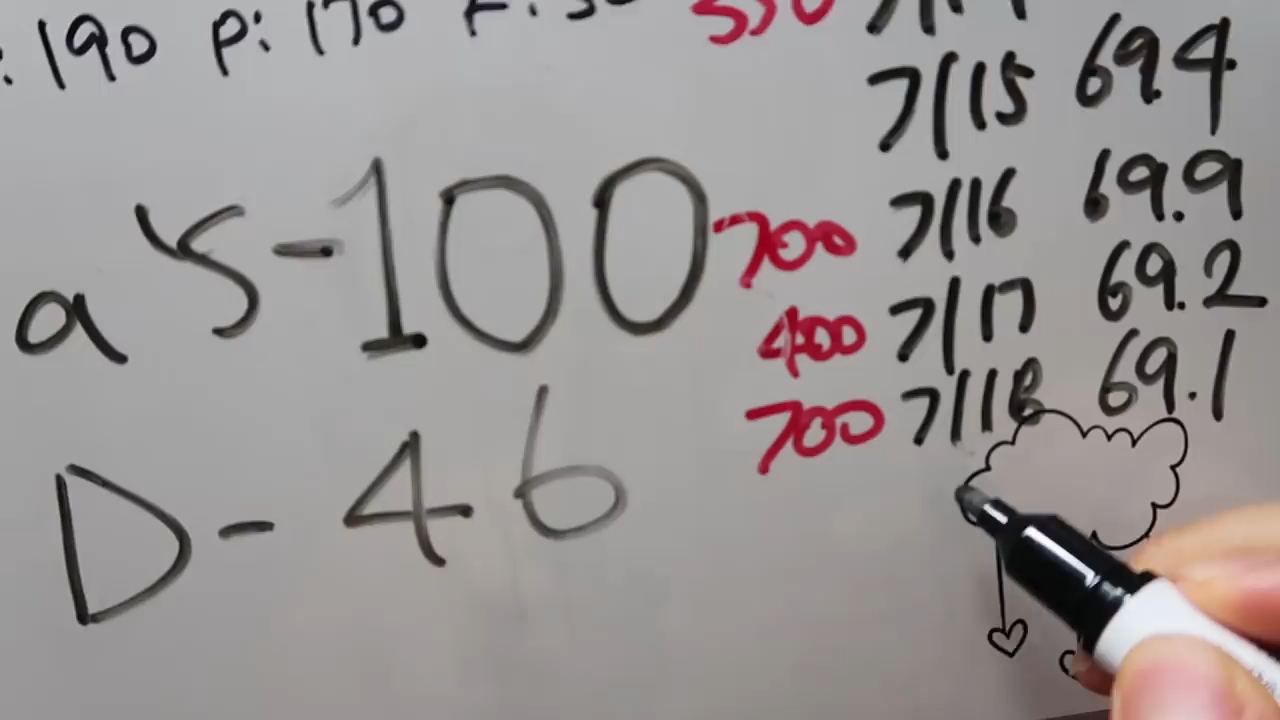 : 190 P: 170
550
7/15 69.4
a S-100
700 7/16 69.9
400 7/17 69.2
700 7/18 69.1
D-46